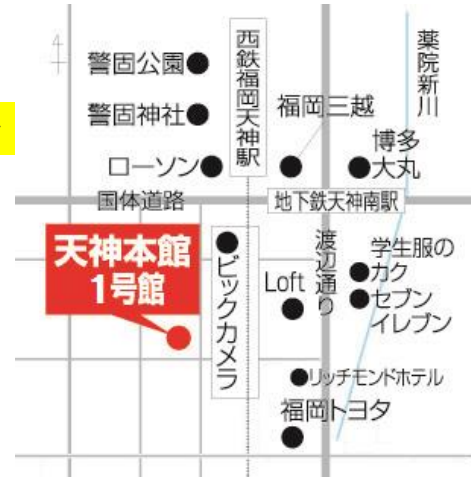 4
西鉄福岡天神駅
薬院新川
警固公園
警固神社
福岡三越
博多
大丸
ローソン
国体道路
地下鉄天神南駅
天神本館
1号館
ビックカメラ
渡辺通り
学生服の
カク
Loft
セブン
イレブン
リッチモンドホテル
福岡トヨタ